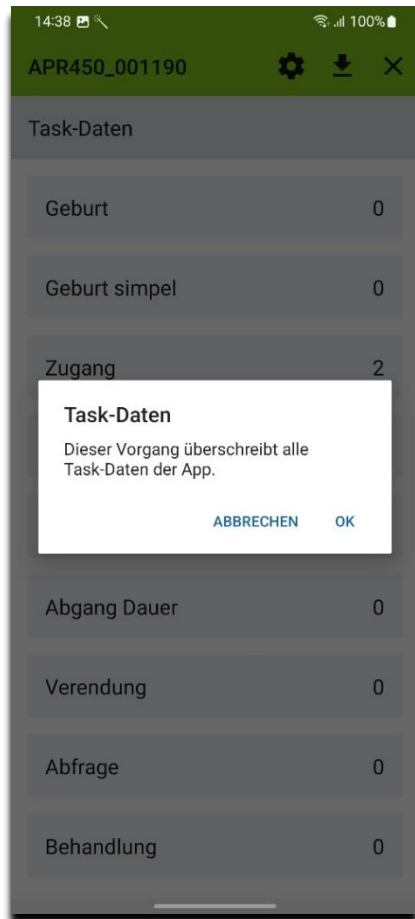 14:38 100%
APR450_001190
Task-Daten
Geburt 0
Geburt simpel 0
Zugang 2
Task-Daten
Dieser Vorgang überschreibt alle
Task-Daten der App.
ABBRECHEN OK
Abgang Dauer 0
Verendung 0
Abfrage 0
Behandlung 0